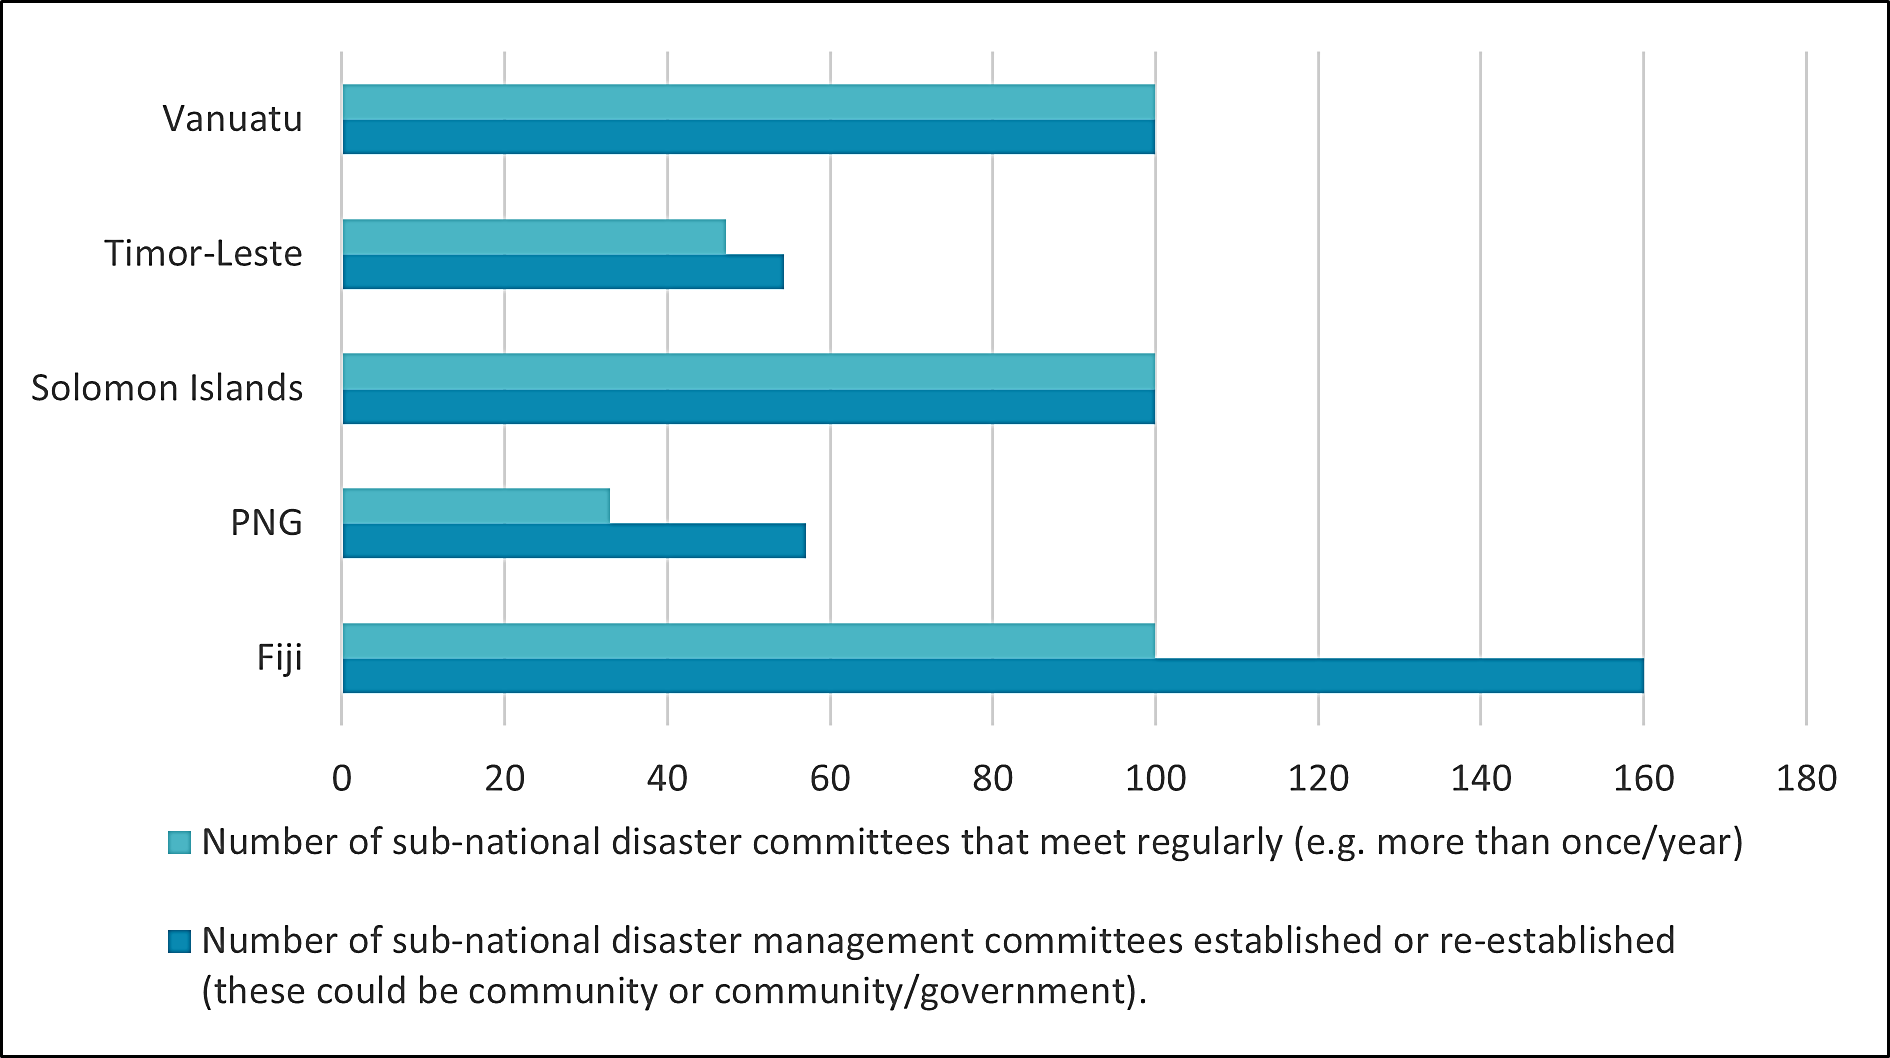 Vanuatu
Timor-Leste
Solomon Islands
PNG
Fiji
0 20 40 60 80 100 120 140 160 180
Number of sub-national disaster committees that meet regularly (e.g. more than once/year)
Number of sub-national disaster management committees established or re-established
(these could be community or community/government).